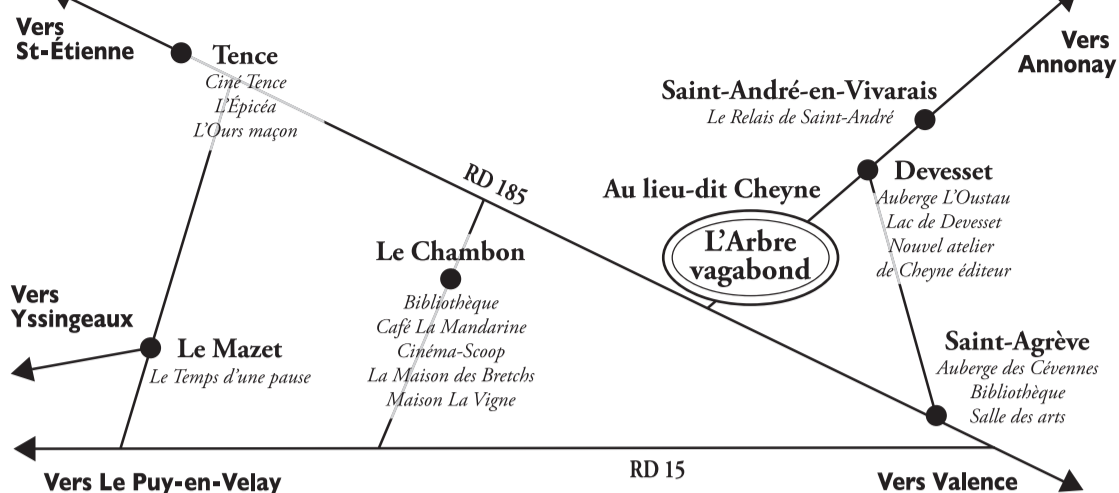 Vers
St-Étienne
Tence
Ciné Tence
L'Épicéa
L'Ours maçon
Vers
Annonay
Saint-André-en-Vivarais
Le Relais de Saint-André
RD 185
Au lieu-dit Cheyne
L'Arbre
vagabond
Devesset
Auberge L'Oustau
Lac de Devesset
Nouvel atelier
de Cheyne éditeur
Le Chambon
Bibliothèque
Café La Mandarine
Cinéma-Scoop
La Maison des Bretchs
Maison La Vigne
Vers
Yssingeaux
Le Mazet
Le Temps d'une pause
Saint-Agrève
Auberge des Cévennes
Bibliothèque
Salle des arts
Vers Le Puy-en-Velay
RD 15
Vers Valence